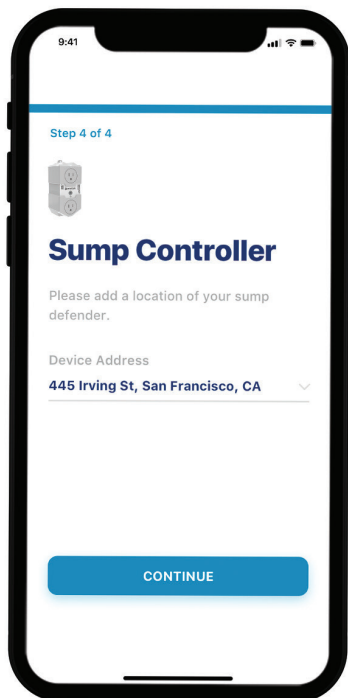 9:41
Step 4 of 4
Sump Controller
Please add a location of your sump
defender.
Device Address
445 Irving St, San Francisco, CA
CONTINUE